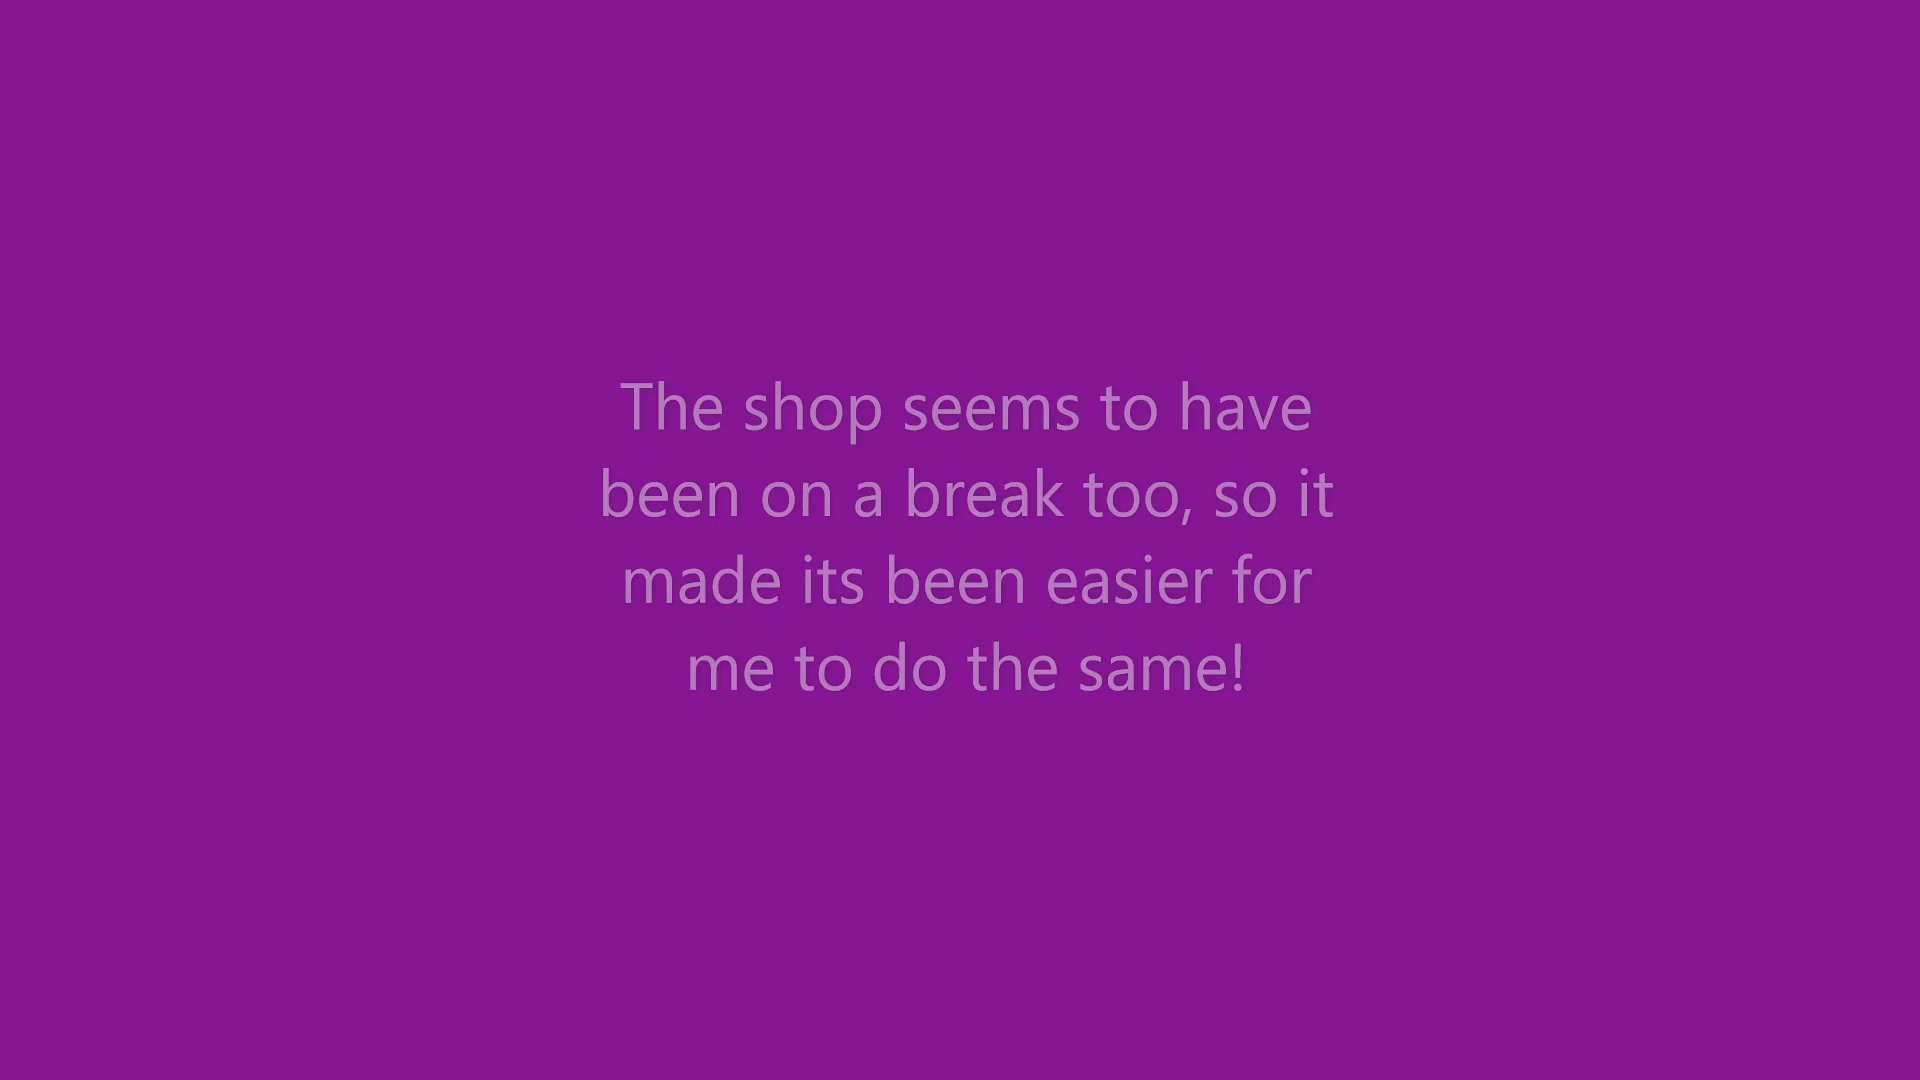 The shop seems to have
been on a break too, so it
made its been easier for
me to do the same!